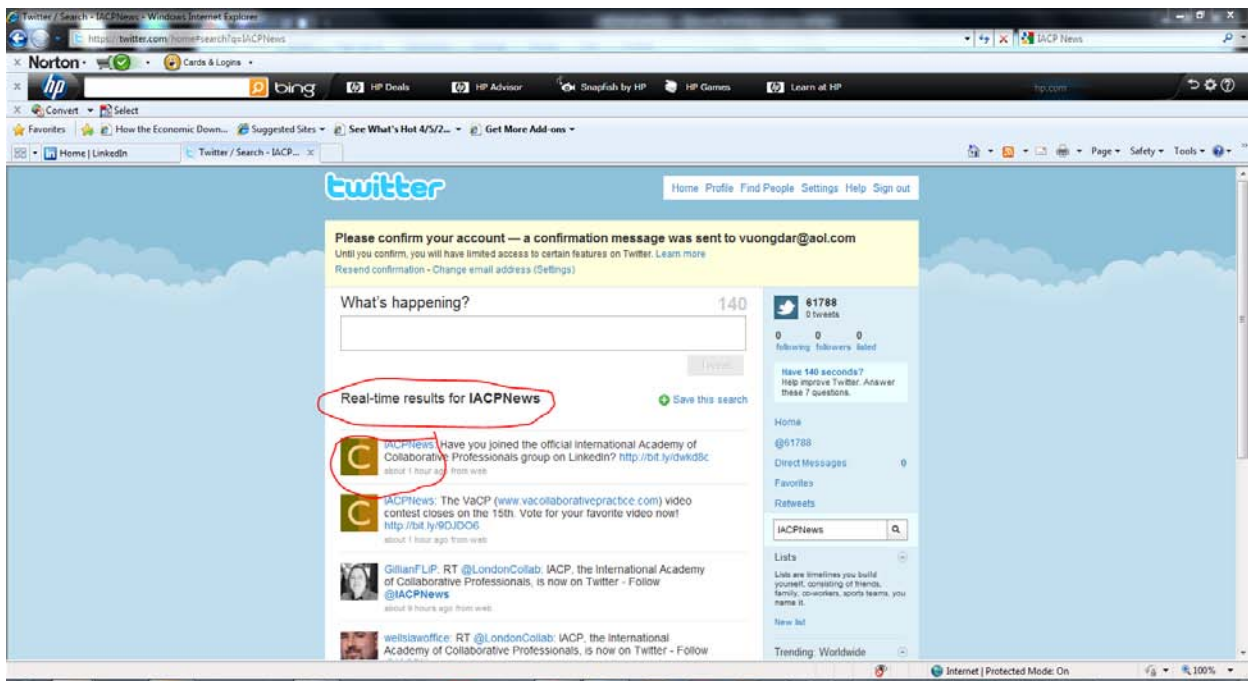 Twitter / Search - IACPNews - Windows Internet Explorer
https://twitter.com/home#search?q=IACPNews
IACP News
Norton
Cards & Logins
hp
bing
HP Deals
HP Advisor
Snapfish by HP
HP Games
Learn at HP
hp.com
Convert
Select
Favorites
How the Economic Down...
Suggested Sites
See What's Hot 4/5/2...
Get More Add-ons
Home | LinkedIn
Twitter / Search - IACP...
Page
Safety
Tools
twitter
Home Profile Find People Settings Help Sign out
Please confirm your account — a confirmation message was sent to vuongdar@aol.com
Until you confirm, you will have limited access to certain features on Twitter. Learn more
Resend confirmation - Change email address (Settings)
What's happening?
140
Tweet
Real-time results for IACPNews
Save this search
IACPNews: Have you joined the official International Academy of
Collaborative Professionals group on LinkedIn? http://bit.ly/dwkd8c
about 1 hour ago from web
IACPNews: The VaCP (www.vacollaborativepractice.com) video
contest closes on the 15th. Vote for your favorite video now!
http://bit.ly/9DJDO6
about 1 hour ago from web
GillianFLiP: RT @LondonCollab: IACP, the International Academy
of Collaborative Professionals, is now on Twitter - Follow
@IACPNews
about 9 hours ago from web
wellslawoffice: RT @LondonCollab: IACP, the International
Academy of Collaborative Professionals, is now on Twitter - Follow
61788
0 tweets
0 0 0
following followers listed
Have 140 seconds?
Help improve Twitter. Answer
these 7 questions.
Home
@61788
Direct Messages 0
Favorites
Retweets
IACPNews
Lists
Lists are timelines you build
yourself, consisting of friends,
family, co-workers, sports teams, you
name it.
New list
Trending: Worldwide
Internet | Protected Mode: On
100%